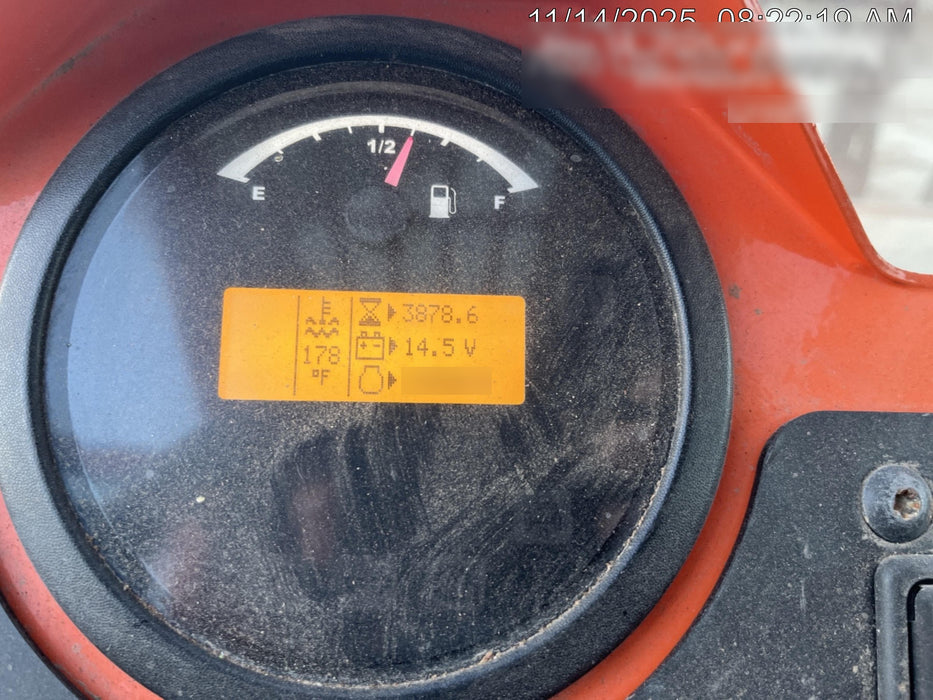 11/14/2025 08:22:19 AM
1/2
E
F
3878.6
178 °F
14.5 V